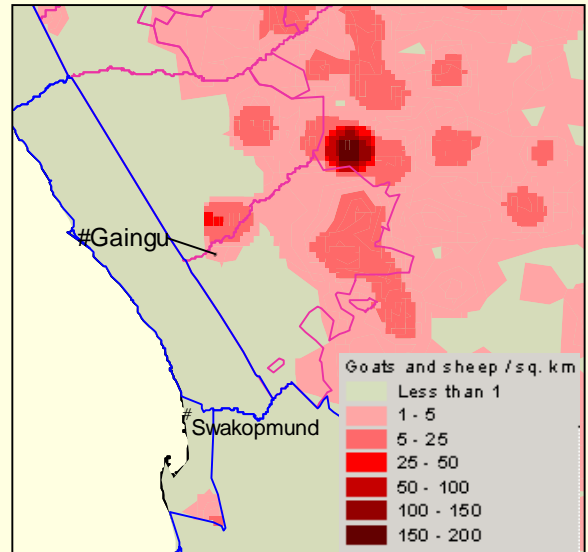 #Gaingu
Goats and sheep / sq. km
Less than 1
1 - 5
5 - 25
25 - 50
50 - 100
100 - 150
150 - 200
#
Swakopmund